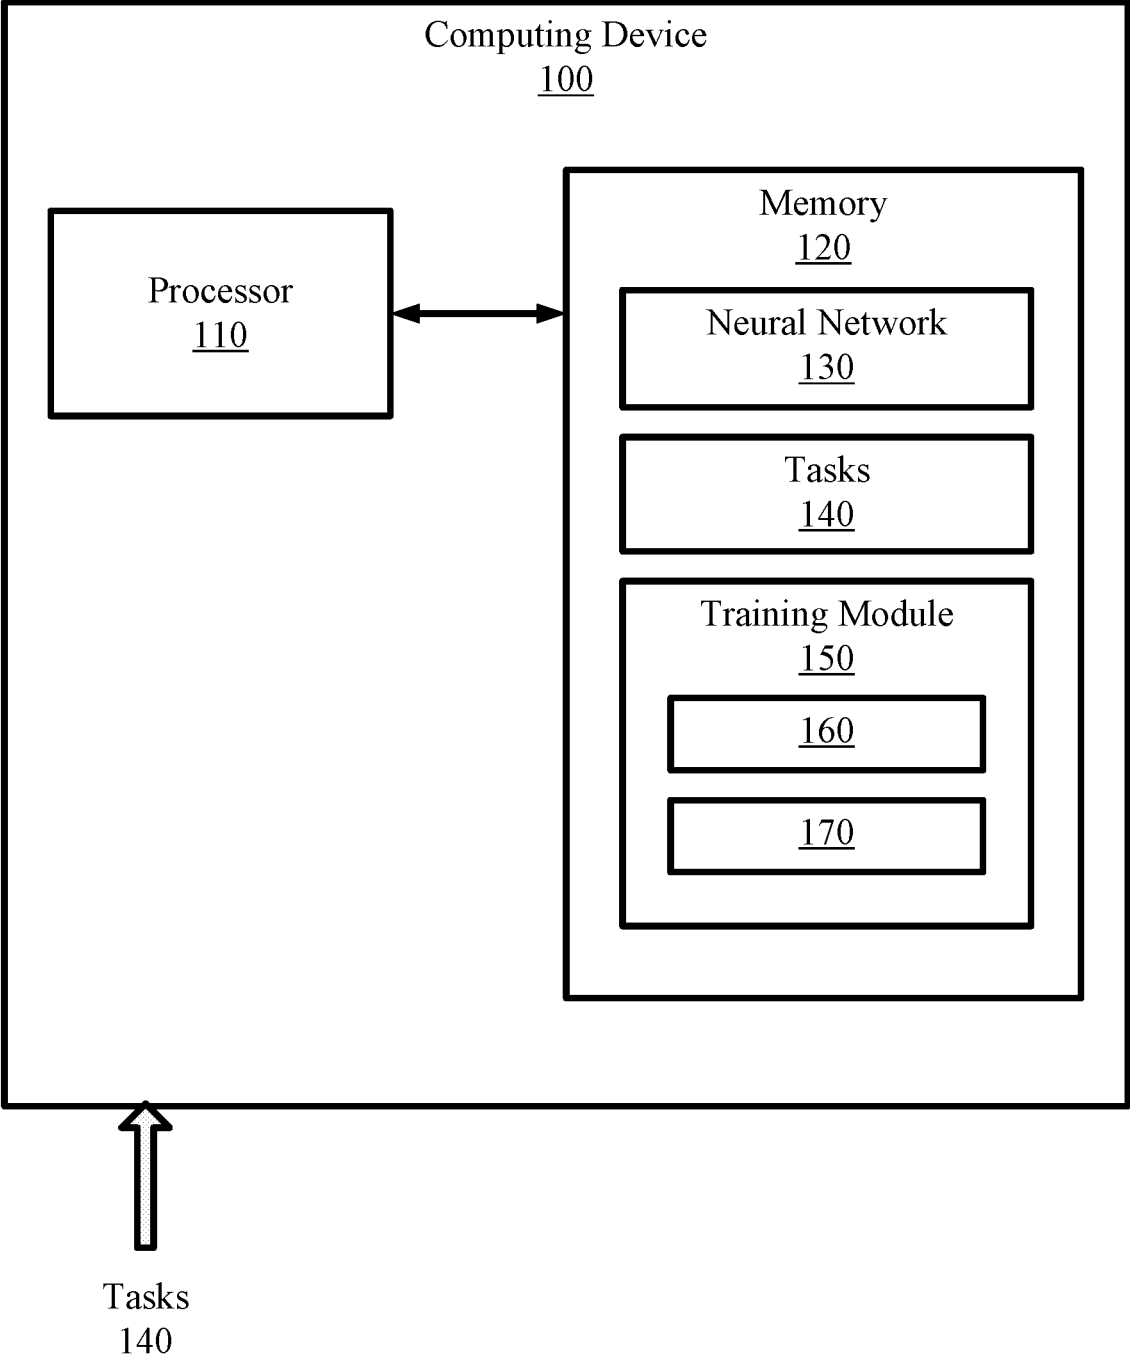 Computing Device
100
Processor
110
Memory
120
Neural Network
130
Tasks
140
Training Module
150
160
170
Tasks
140